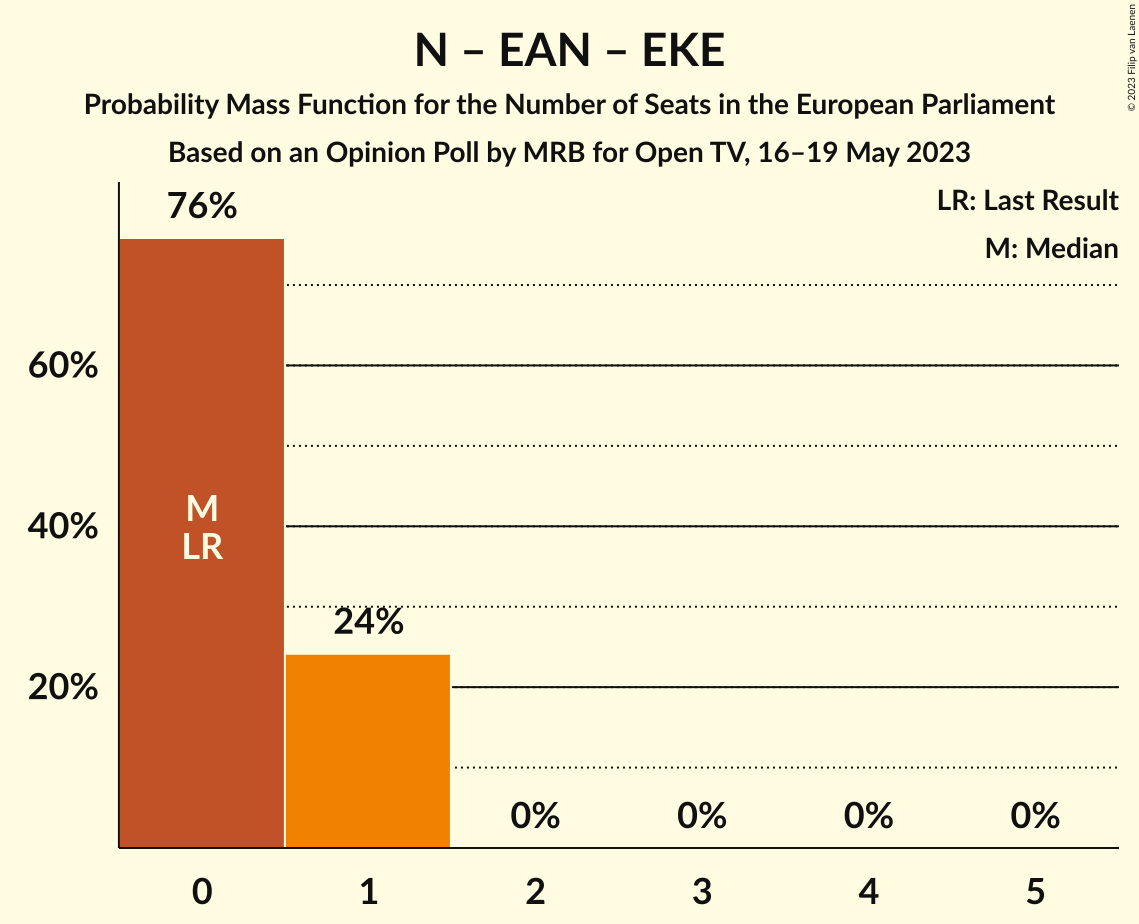 N – EAN – EKE
Probability Mass Function for the Number of Seats in the European Parliament
Based on an Opinion Poll by MRB for Open TV, 16–19 May 2023
© 2023 Filip van Laenen
LR: Last Result
M: Median
76%
60%
40%
20%
M
LR
24%
0%
0%
0%
0%
0
1
2
3
4
5